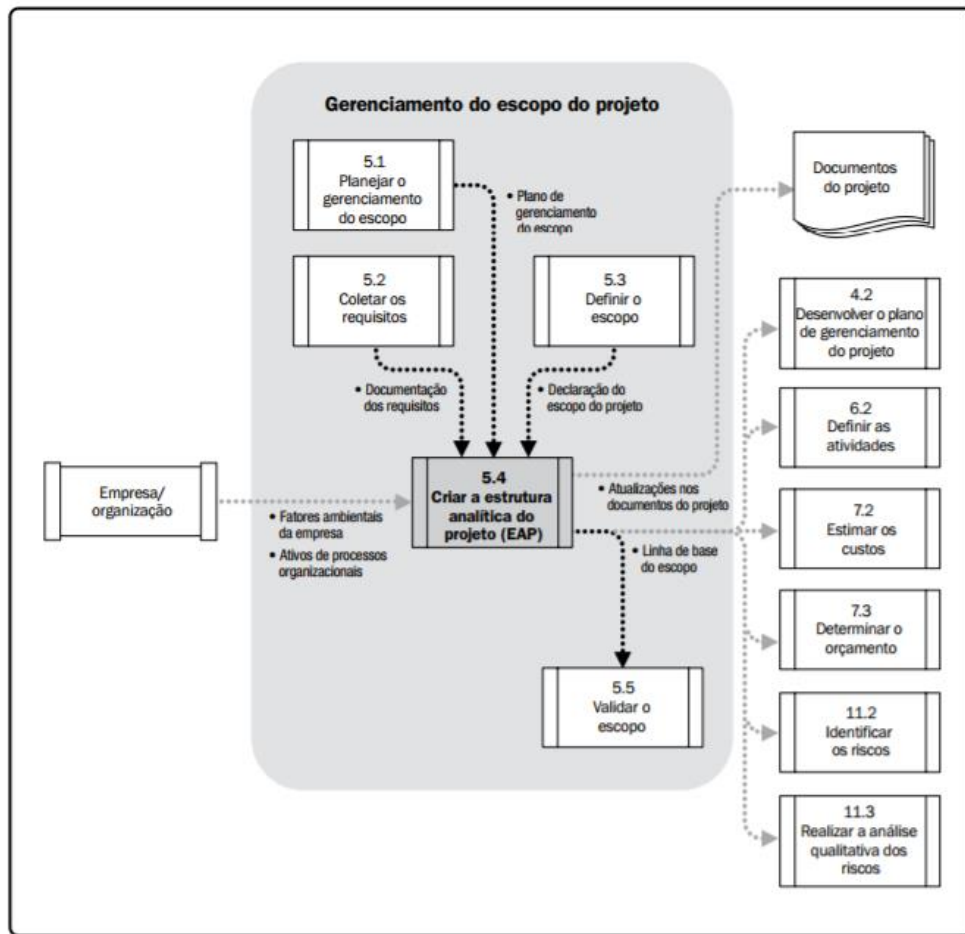 Gerenciamento do escopo do projeto
5.1
Planejar o
gerenciamento
do escopo
• Plano de
gerenciamento
do escopo
Documentos
do projeto
5.2
Coletar os
requisitos
5.3
Definir o
escopo
4.2
Desenvolver o plano
de gerenciamento
do projeto
• Documentação
dos requisitos
• Declaração do
escopo do projeto
6.2
Definir as
atividades
Empresa/
organização
• Fatores ambientais
da empresa
• Ativos de processos
organizacionais
5.4
Criar a estrutura
analítica do
projeto (EAP)
• Atualizações nos
documentos do projeto
• Linha de base
do escopo
7.2
Estimar os
custos
7.3
Determinar o
orçamento
5.5
Validar o
escopo
11.2
Identificar
os riscos
11.3
Realizar a análise
qualitativa dos
riscos